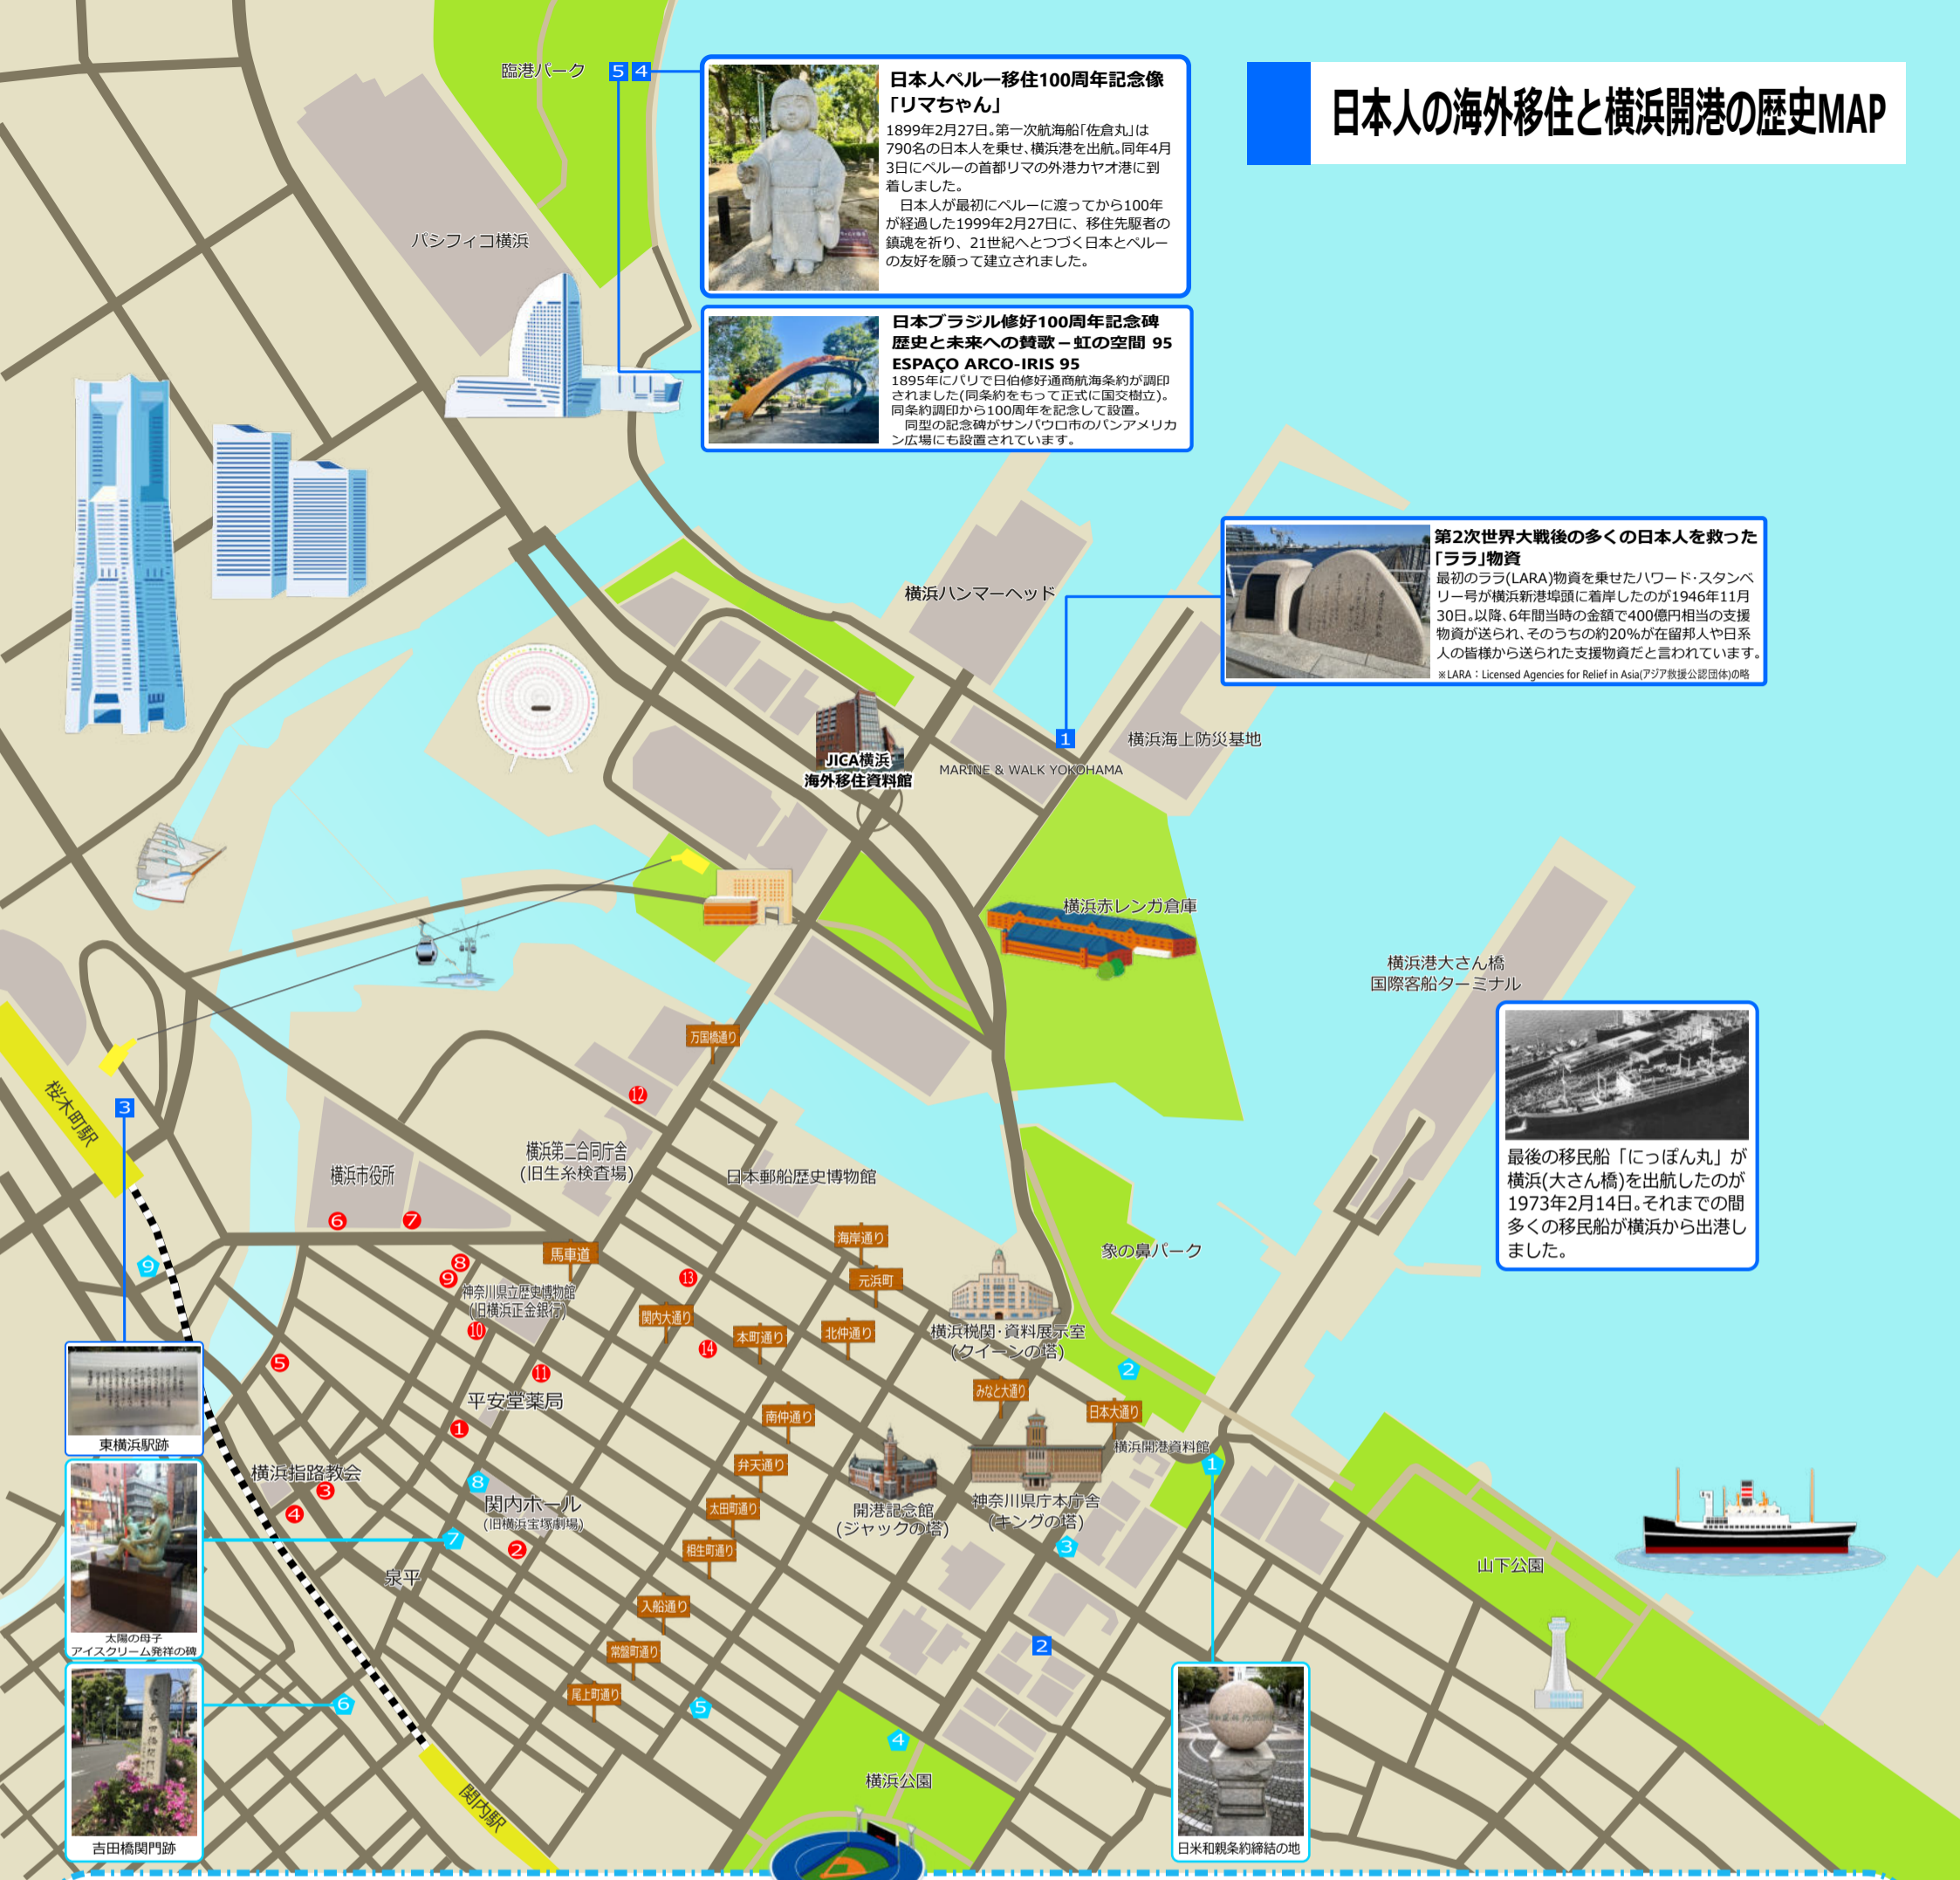 日本人の海外移住と横浜開港の歴史MAP
臨港パーク
5 4
日本人ペルー移住100周年記念像
「リマちゃん」
1899年2月27日。第一次航海船「佐倉丸」は
790名の日本人を乗せ、横浜港を出航。同年4月
3日にペルーの首都リマの外港カヤオ港に到
着しました。
日本人が最初にペルーに渡ってから100年
が経過した1999年2月27日に、移住先駆者の
鎮魂を祈り、21世紀へとつづく日本とペルー
の友好を願って建立されました。
パシフィコ横浜
日本ブラジル修好100周年記念碑
歴史と未来への賛歌－虹の空間 95
ESPAÇO ARCO-IRIS 95
1895年にパリで日伯修好通商航海条約が調印
されました(同条約をもって正式に国交樹立)。
同条約調印から100周年を記念して設置。
同型の記念碑がサンパウロ市のパンアメリカ
ン広場にも設置されています。
第2次世界大戦後の多くの日本人を救った
「ララ」物資
最初のララ(LARA)物資を乗せたハワード・スタンベ
リー号が横浜新港埠頭に着岸したのが1946年11月
30日。以降、6年間当時の金額で400億円相当の支援
物資が送られ、そのうちの約20%が在留邦人や日系
人の皆様から送られた支援物資だと言われています。
※LARA：Licensed Agencies for Relief in Asia(アジア救援公認団体)の略
横浜ハンマーヘッド
1
横浜海上防災基地
JICA横浜
海外移住資料館
MARINE & WALK YOKOHAMA
横浜赤レンガ倉庫
横浜港大さん橋
国際客船ターミナル
最後の移民船「にっぽん丸」が
横浜(大さん橋)を出航したのが
1973年2月14日。それまでの間
多くの移民船が横浜から出港し
ました。
万国橋通り
桜木町駅
3
12
横浜第二合同庁舎
(旧生糸検査場)
横浜市役所
日本郵船歴史博物館
6
7
海岸通り
象の鼻パーク
馬車道
9
8
9
元浜町
13
神奈川県立歴史博物館
(旧横浜正金銀行)
10
関内大通り
本町通り
北仲通り
横浜税関・資料展示室
(クイーンの塔)
14
5
11
2
平安堂薬局
みなと大通り
日本大通り
南仲通り
1
東横浜駅跡
横浜開港資料館
1
弁天通り
横浜指路教会
3
8
関内ホール
(旧横浜宝塚劇場)
4
太田町通り
開港記念館
(ジャックの塔)
神奈川県庁本庁舎
(キングの塔)
7
2
相生町通り
3
泉平
山下公園
入船通り
太陽の母子
アイスクリーム発祥の碑
常盤町通り
2
尾上町通り
6
5
4
横浜公園
関内駅
吉田橋関門跡
日米和親条約締結の地